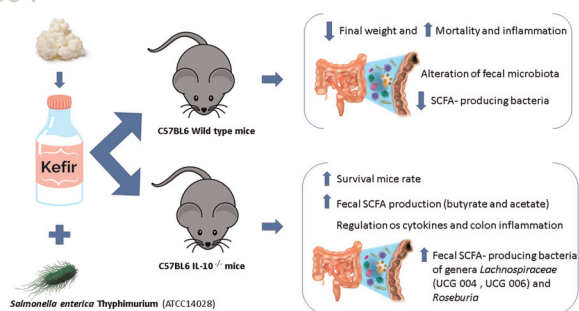 Kefir
Salmonella enterica Thyphimurium (ATCC14028)
C57BL6 Wild type mice
C57BL6 IL-10 -/- mice
Final weight and Mortality and inflammation
Alteration of fecal microbiota
SCFA- producing bacteria
Survival mice rate
Fecal SCFA production (butyrate and acetate)
Regulation os cytokines and colon inflammation
Fecal SCFA- producing bacteria
of genera Lachnospiraceae
(UCG 004 , UCG 006) and
Roseburia